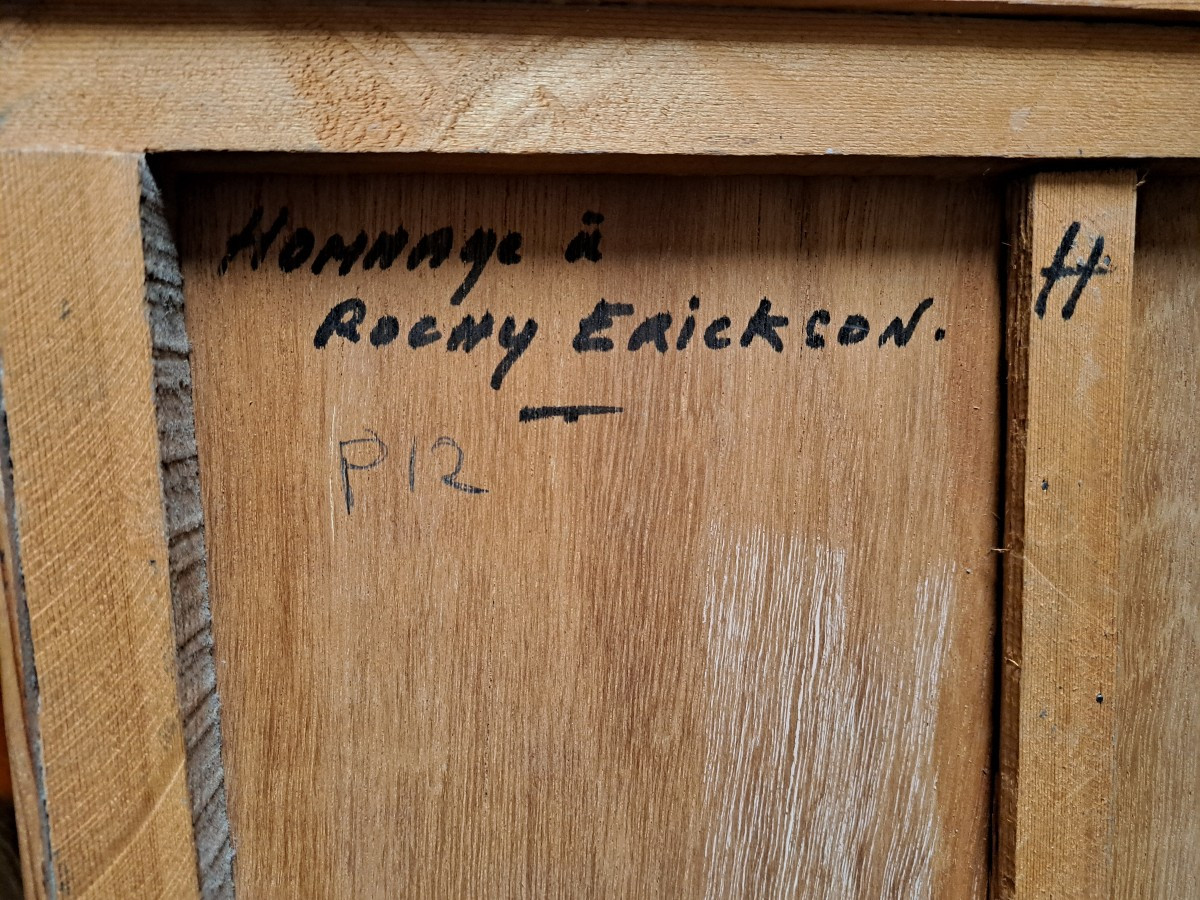 Hommage à
Rocky Erickson.
P12
H